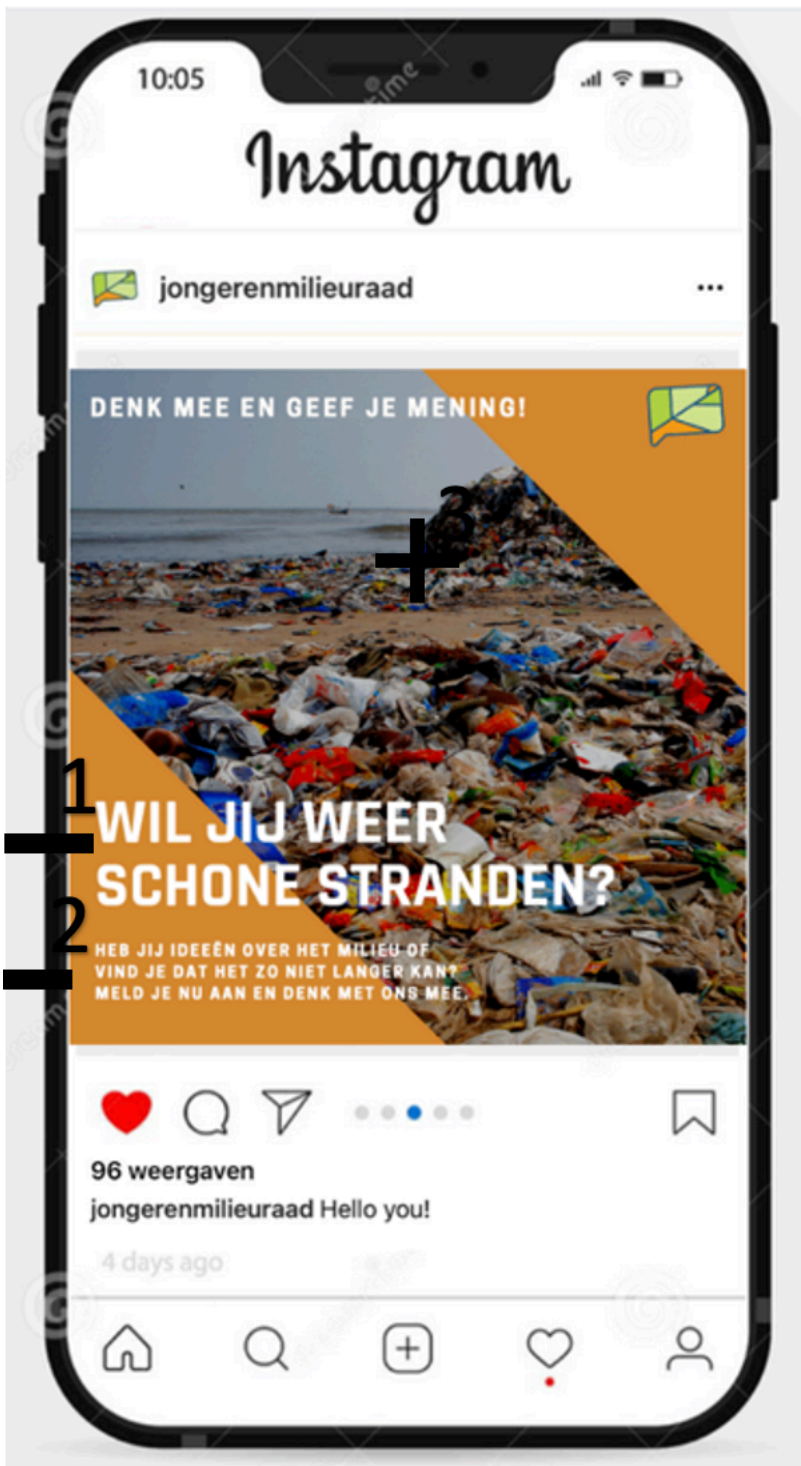 10:05
Instagram
jongerenmilieuraad
DENK MEE EN GEEF JE MENING!
3
1
WIL JIJ WEER
SCHONE STRANDEN?
2
HEB JIJ IDEEËN OVER HET MILIEU OF
VIND JE DAT HET ZO NIET LANGER KAN?
MELD JE NU AAN EN DENK MET ONS MEE.
96 weergaven
jongerenmilieuraad Hello you!
4 days ago